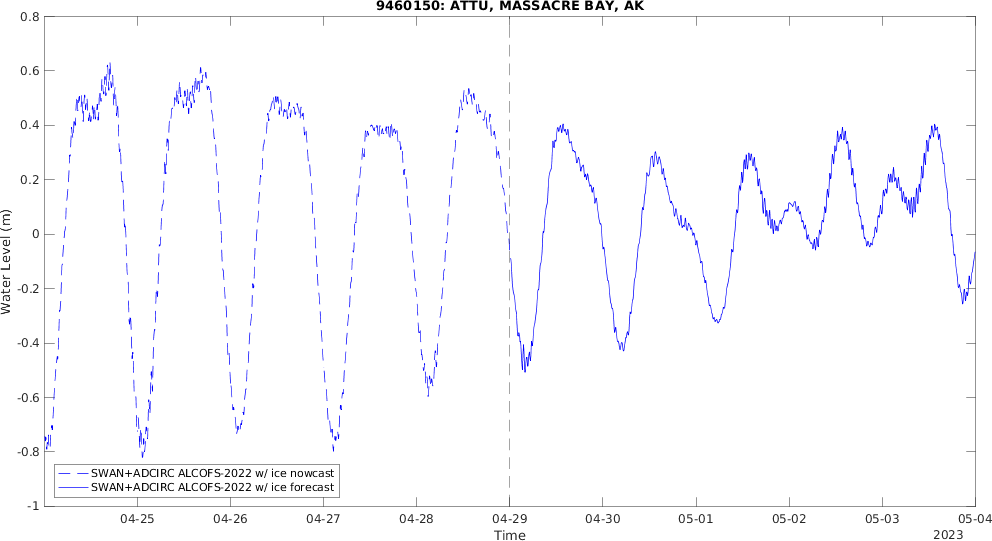 9460150: ATTU, MASSACRE BAY, AK
0.8
0.6
0.4
0.2
0
-0.2
-0.4
-0.6
-0.8
-1
Water Level (m)
SWAN+ADCIRC ALCOFS-2022 w/ ice nowcast
SWAN+ADCIRC ALCOFS-2022 w/ ice forecast
04-25 04-26 04-27 04-28 04-29 04-30 05-01 05-02 05-03 05-04
Time
2023